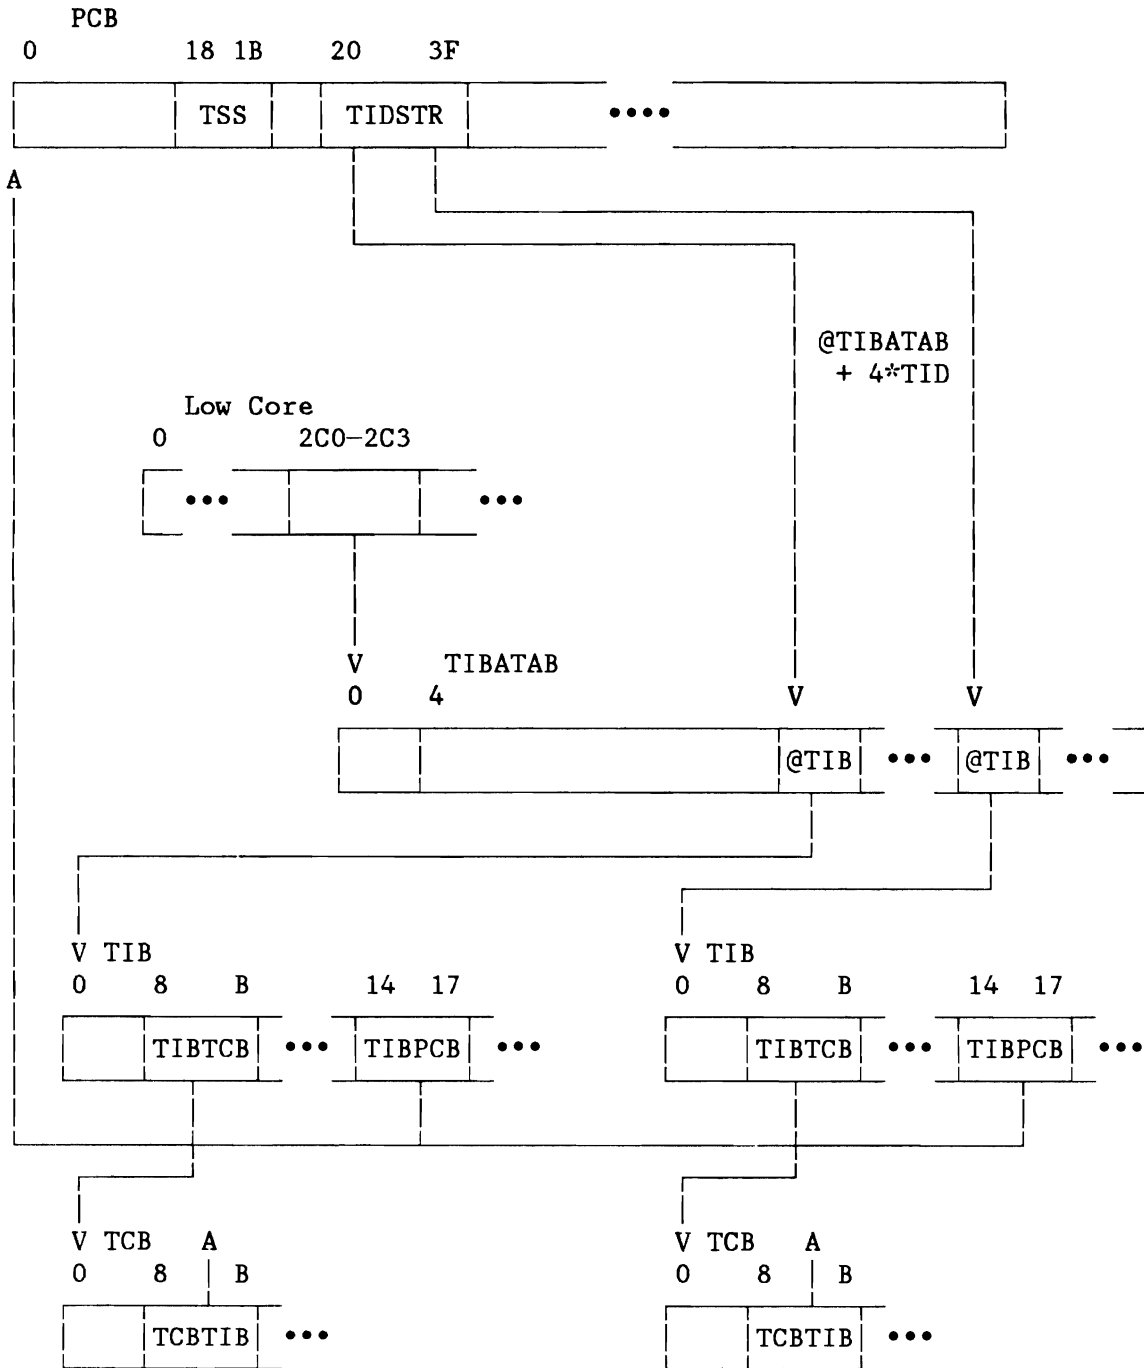 PCB
0 18 1B 20 3F
TSS TIDSTR ••••
A
@TIBATAB
+ 4*TID
Low Core
0 2C0-2C3
••• •••
V TIBATAB
0 4 V V
@TIB ••• @TIB •••
V TIB V TIB
0 8 B 14 17 0 8 B 14 17
TIBTCB ••• TIBPCB ••• TIBTCB ••• TIBPCB •••
V TCB A V TCB A
0 8 B 0 8 B
TCBTIB ••• TCBTIB •••